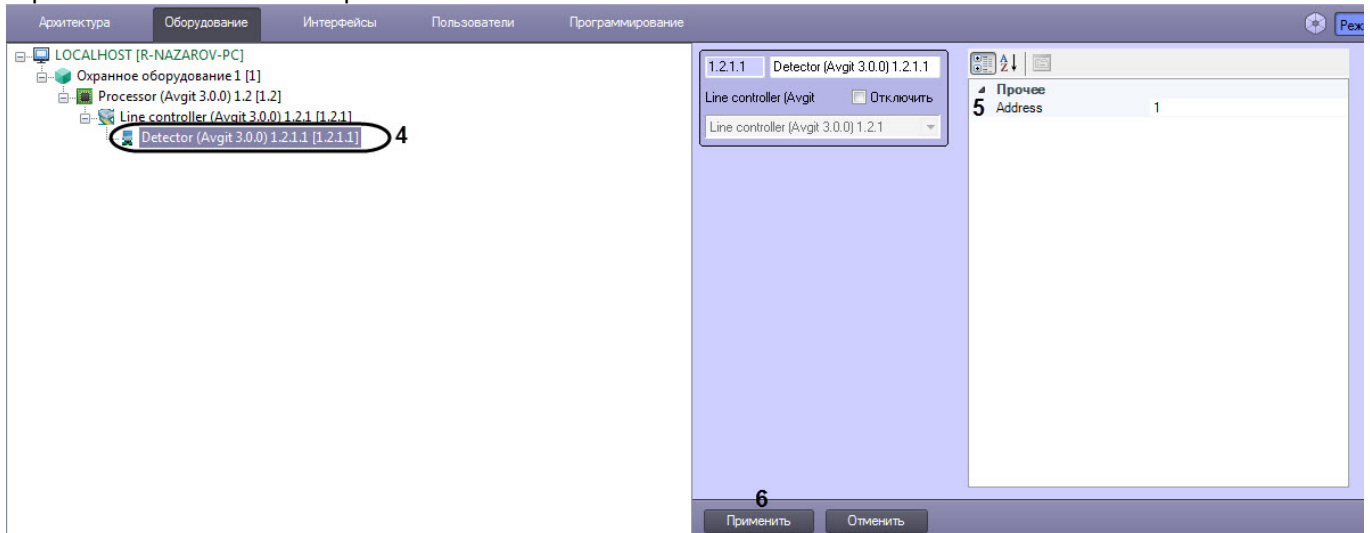 Архитектура Оборудование Интерфейсы Пользователи Программирование
LOCALHOST [R-NAZAROV-PC]
Охранное оборудование 1 [1]
Processor (Avgit 3.0.0) 1.2 [1.2]
Line controller (Avgit 3.0.0) 1.2.1 [1.2.1]
Detector (Avgit 3.0.0) 1.2.1.1 [1.2.1.1] 4
1.2.1.1 Detector (Avgit 3.0.0) 1.2.1.1
Line controller (Avgit Отключить
Line controller (Avgit 3.0.0) 1.2.1
Прочее
5 Address 1
6
Применить Отменить